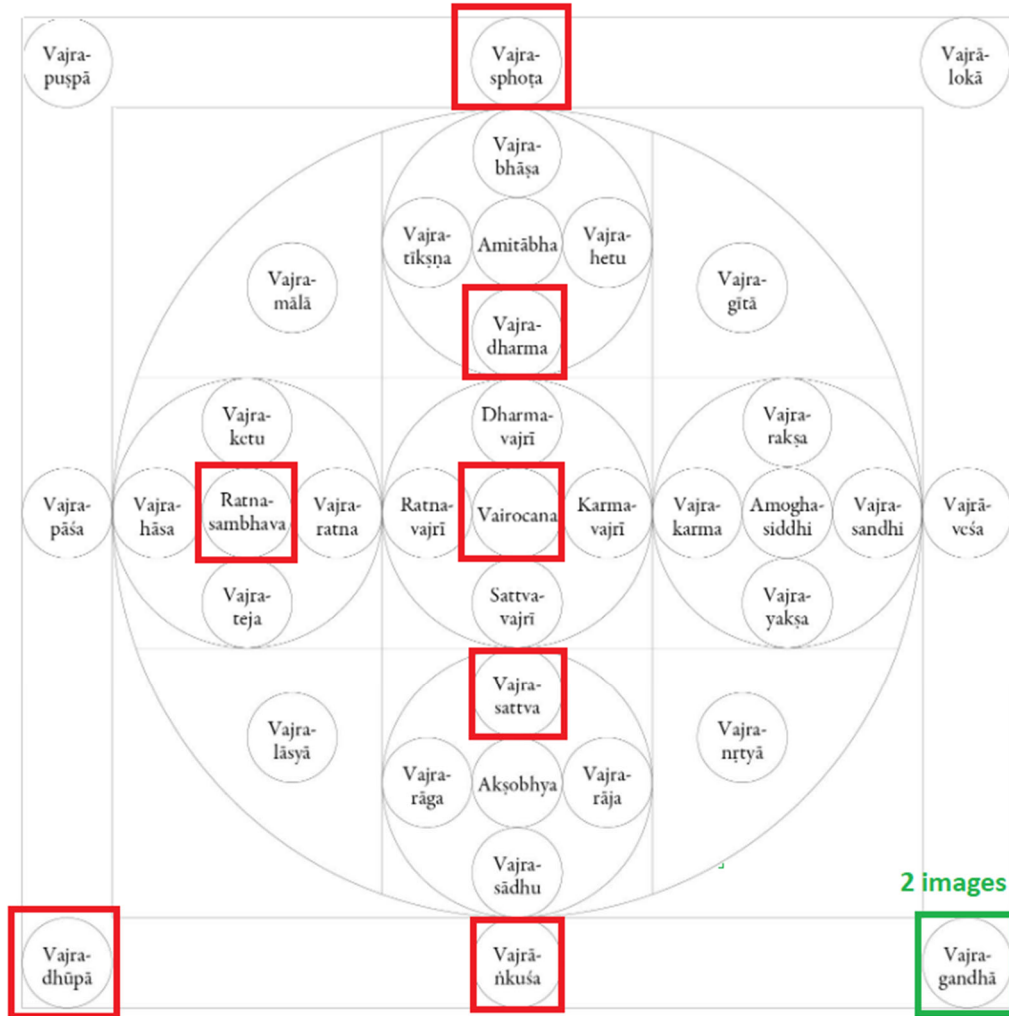 Vajra-
puṣpā
Vajra-
sphoṭa
Vajrā-
lokā
Vajra-
bhāṣa
Vajra-
tīkṣṇa
Amitābha
Vajra-
hetu
Vajra-
mālā
Vajra-
gītā
Vajra-
dharma
Vajra-
ketu
Dharma-
vajrī
Vajra-
rakṣa
Vajra-
pāśa
Vajra-
hāsa
Ratna-
sambhava
Vajra-
ratna
Ratna-
vajrī
Vairocana
Karma-
vajrī
Vajra-
karma
Amogha-
siddhi
Vajra-
sandhi
Vajrā-
veśa
Vajra-
teja
Sattva-
vajrī
Vajra-
yakṣa
Vajra-
sattva
Vajra-
lāsyā
Vajra-
nṛtyā
Vajra-
rāga
Akṣobhya
Vajra-
rāja
Vajra-
sādhu
2 images
Vajra-
dhūpā
Vajrā-
ṅkuśa
Vajra-
gandhā